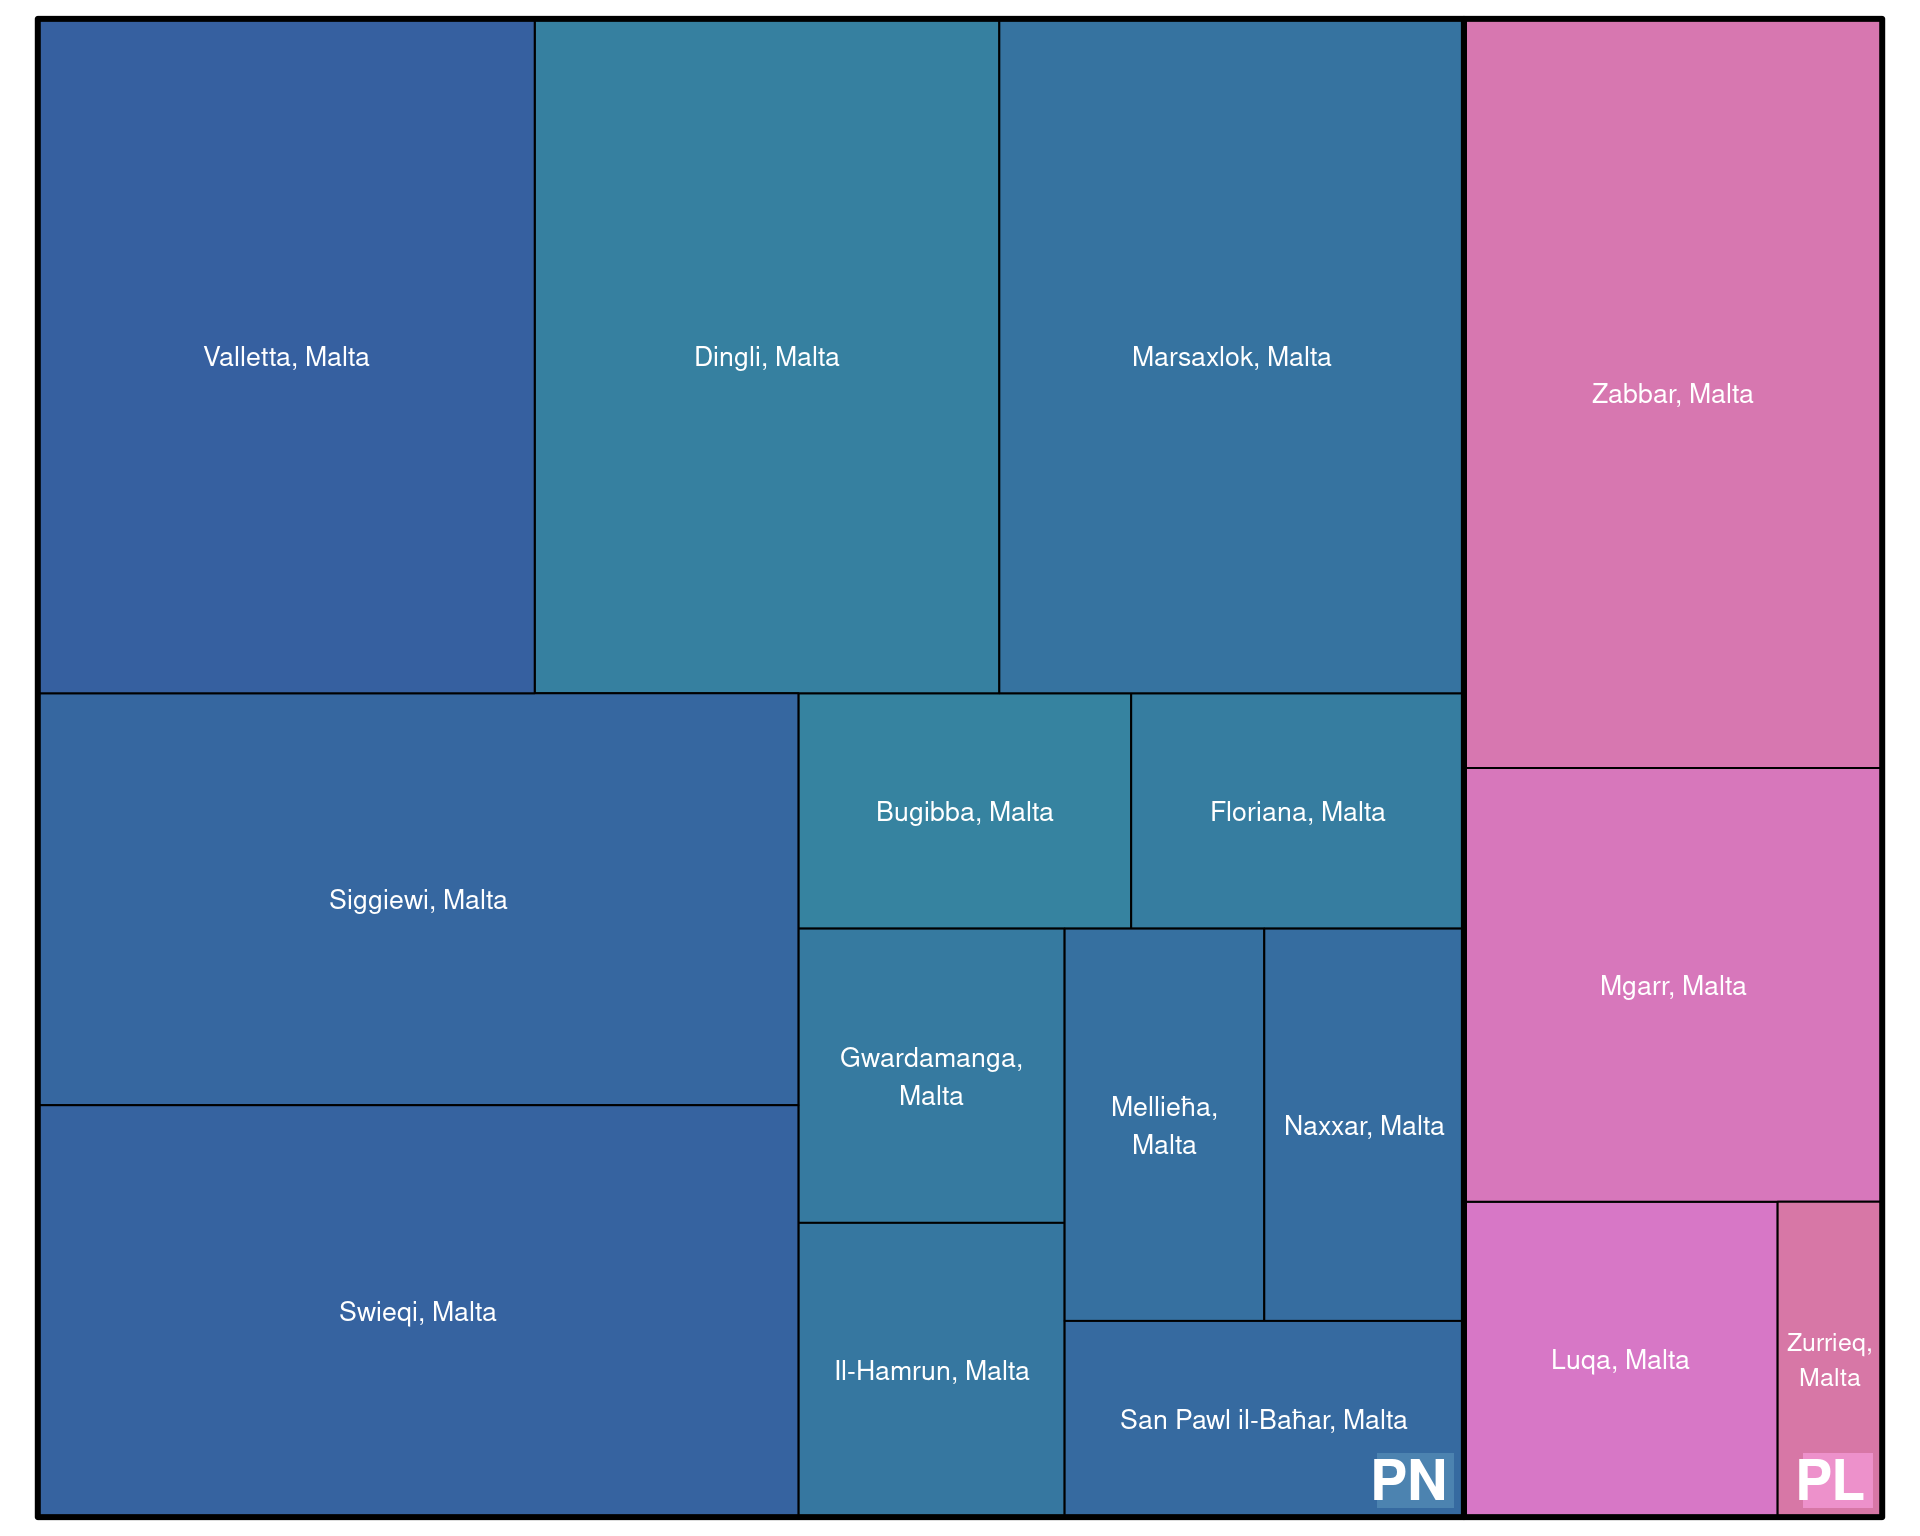 Valletta, Malta
Dingli, Malta
Marsaxlok, Malta
Zabbar, Malta
Siggiewi, Malta
Bugibba, Malta
Floriana, Malta
Mgarr, Malta
Gwardamanga,
Malta
Mellieħa,
Malta
Naxxar, Malta
Swieqi, Malta
Il-Hamrun, Malta
San Pawl il-Baħar, Malta
PN
Luqa, Malta
Zurrieq,
Malta
PL